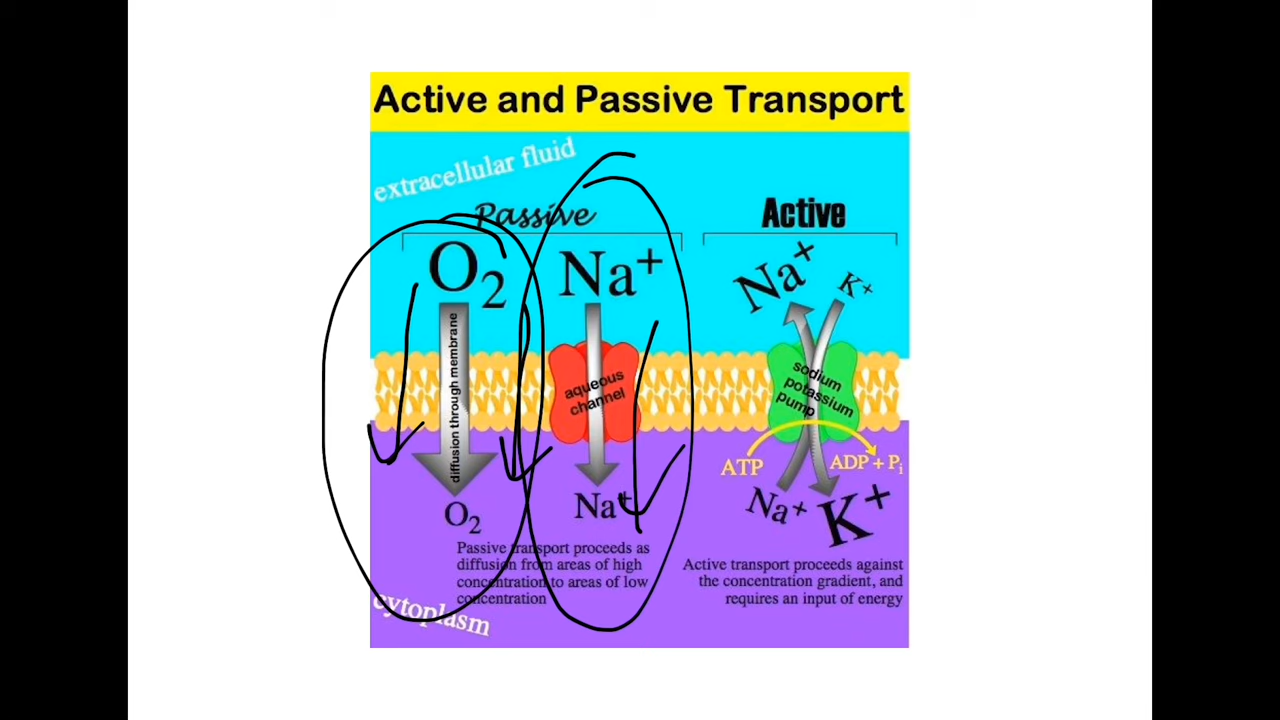 Active and Passive Transport
extracellular fluid
Passive
Active
O₂
Na⁺
Na⁺
K⁺
diffusion through membrane
aqueous
channel
sodium
potassium
pump
ATP
ADP + Pᵢ
O₂
Na⁺
Na⁺
K⁺
Passive transport proceeds as
diffusion from areas of high
concentration to areas of low
concentration
Active transport proceeds against
the concentration gradient, and
requires an input of energy
cytoplasm